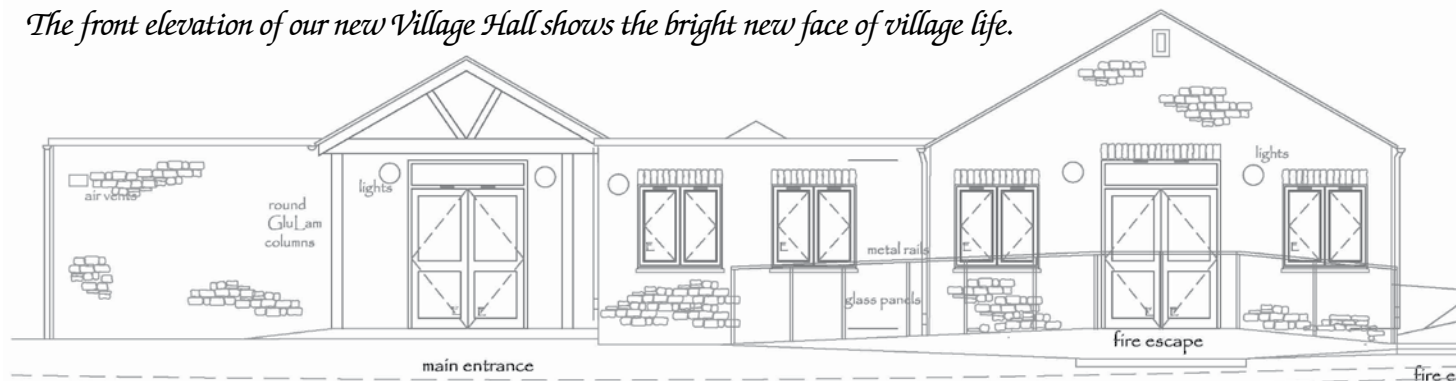 The front elevation of our new Village Hall shows the bright new face of village life.
air vents
round
GluLam
columns
lights
lights
metal rails
glass panels
main entrance
fire escape
fire e